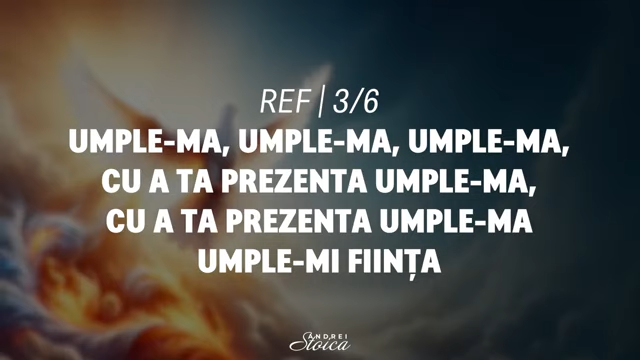 REF | 3/6
UMPLE-MA, UMPLE-MA, UMPLE-MA,
CU A TA PREZENTA UMPLE-MA,
CU A TA PREZENTA UMPLE-MA
UMPLE-MI FIINȚA
ANDREI
Stoica